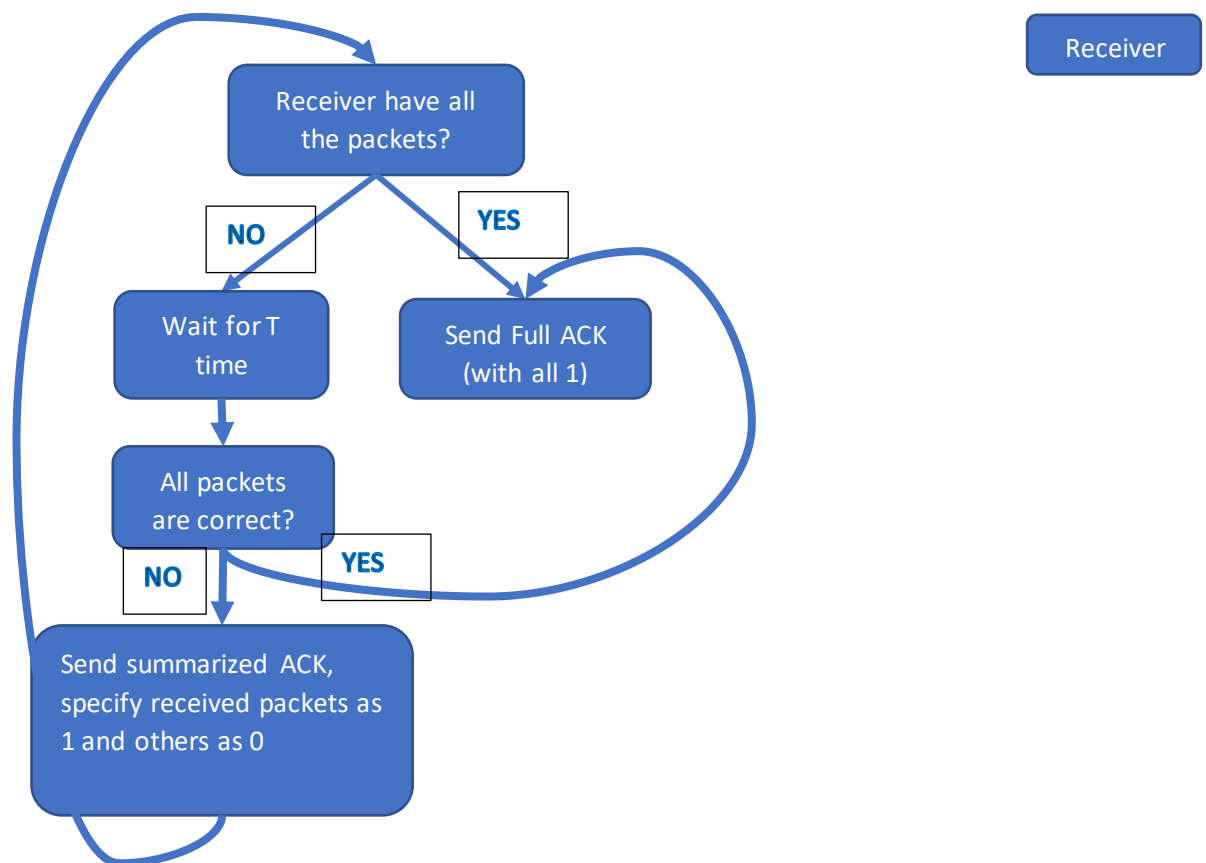 Receiver
Receiver have all
the packets?
NO
YES
Wait for T
time
Send Full ACK
(with all 1)
All packets
are correct?
NO
YES
Send summarized ACK,
specify received packets as
1 and others as 0